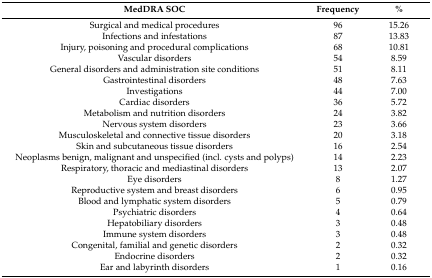 MedDRA SOC Frequency %
Surgical and medical procedures 96 15.26
Infections and infestations 87 13.83
Injury, poisoning and procedural complications 68 10.81
Vascular disorders 54 8.59
General disorders and administration site conditions 51 8.11
Gastrointestinal disorders 48 7.63
Investigations 44 7.00
Cardiac disorders 36 5.72
Metabolism and nutrition disorders 24 3.82
Nervous system disorders 23 3.66
Musculoskeletal and connective tissue disorders 20 3.18
Skin and subcutaneous tissue disorders 16 2.54
Neoplasms benign, malignant and unspecified (incl. cysts and polyps) 14 2.23
Respiratory, thoracic and mediastinal disorders 13 2.07
Eye disorders 8 1.27
Reproductive system and breast disorders 6 0.95
Blood and lymphatic system disorders 5 0.79
Psychiatric disorders 4 0.64
Hepatobiliary disorders 3 0.48
Immune system disorders 3 0.48
Congenital, familial and genetic disorders 2 0.32
Endocrine disorders 2 0.32
Ear and labyrinth disorders 1 0.16